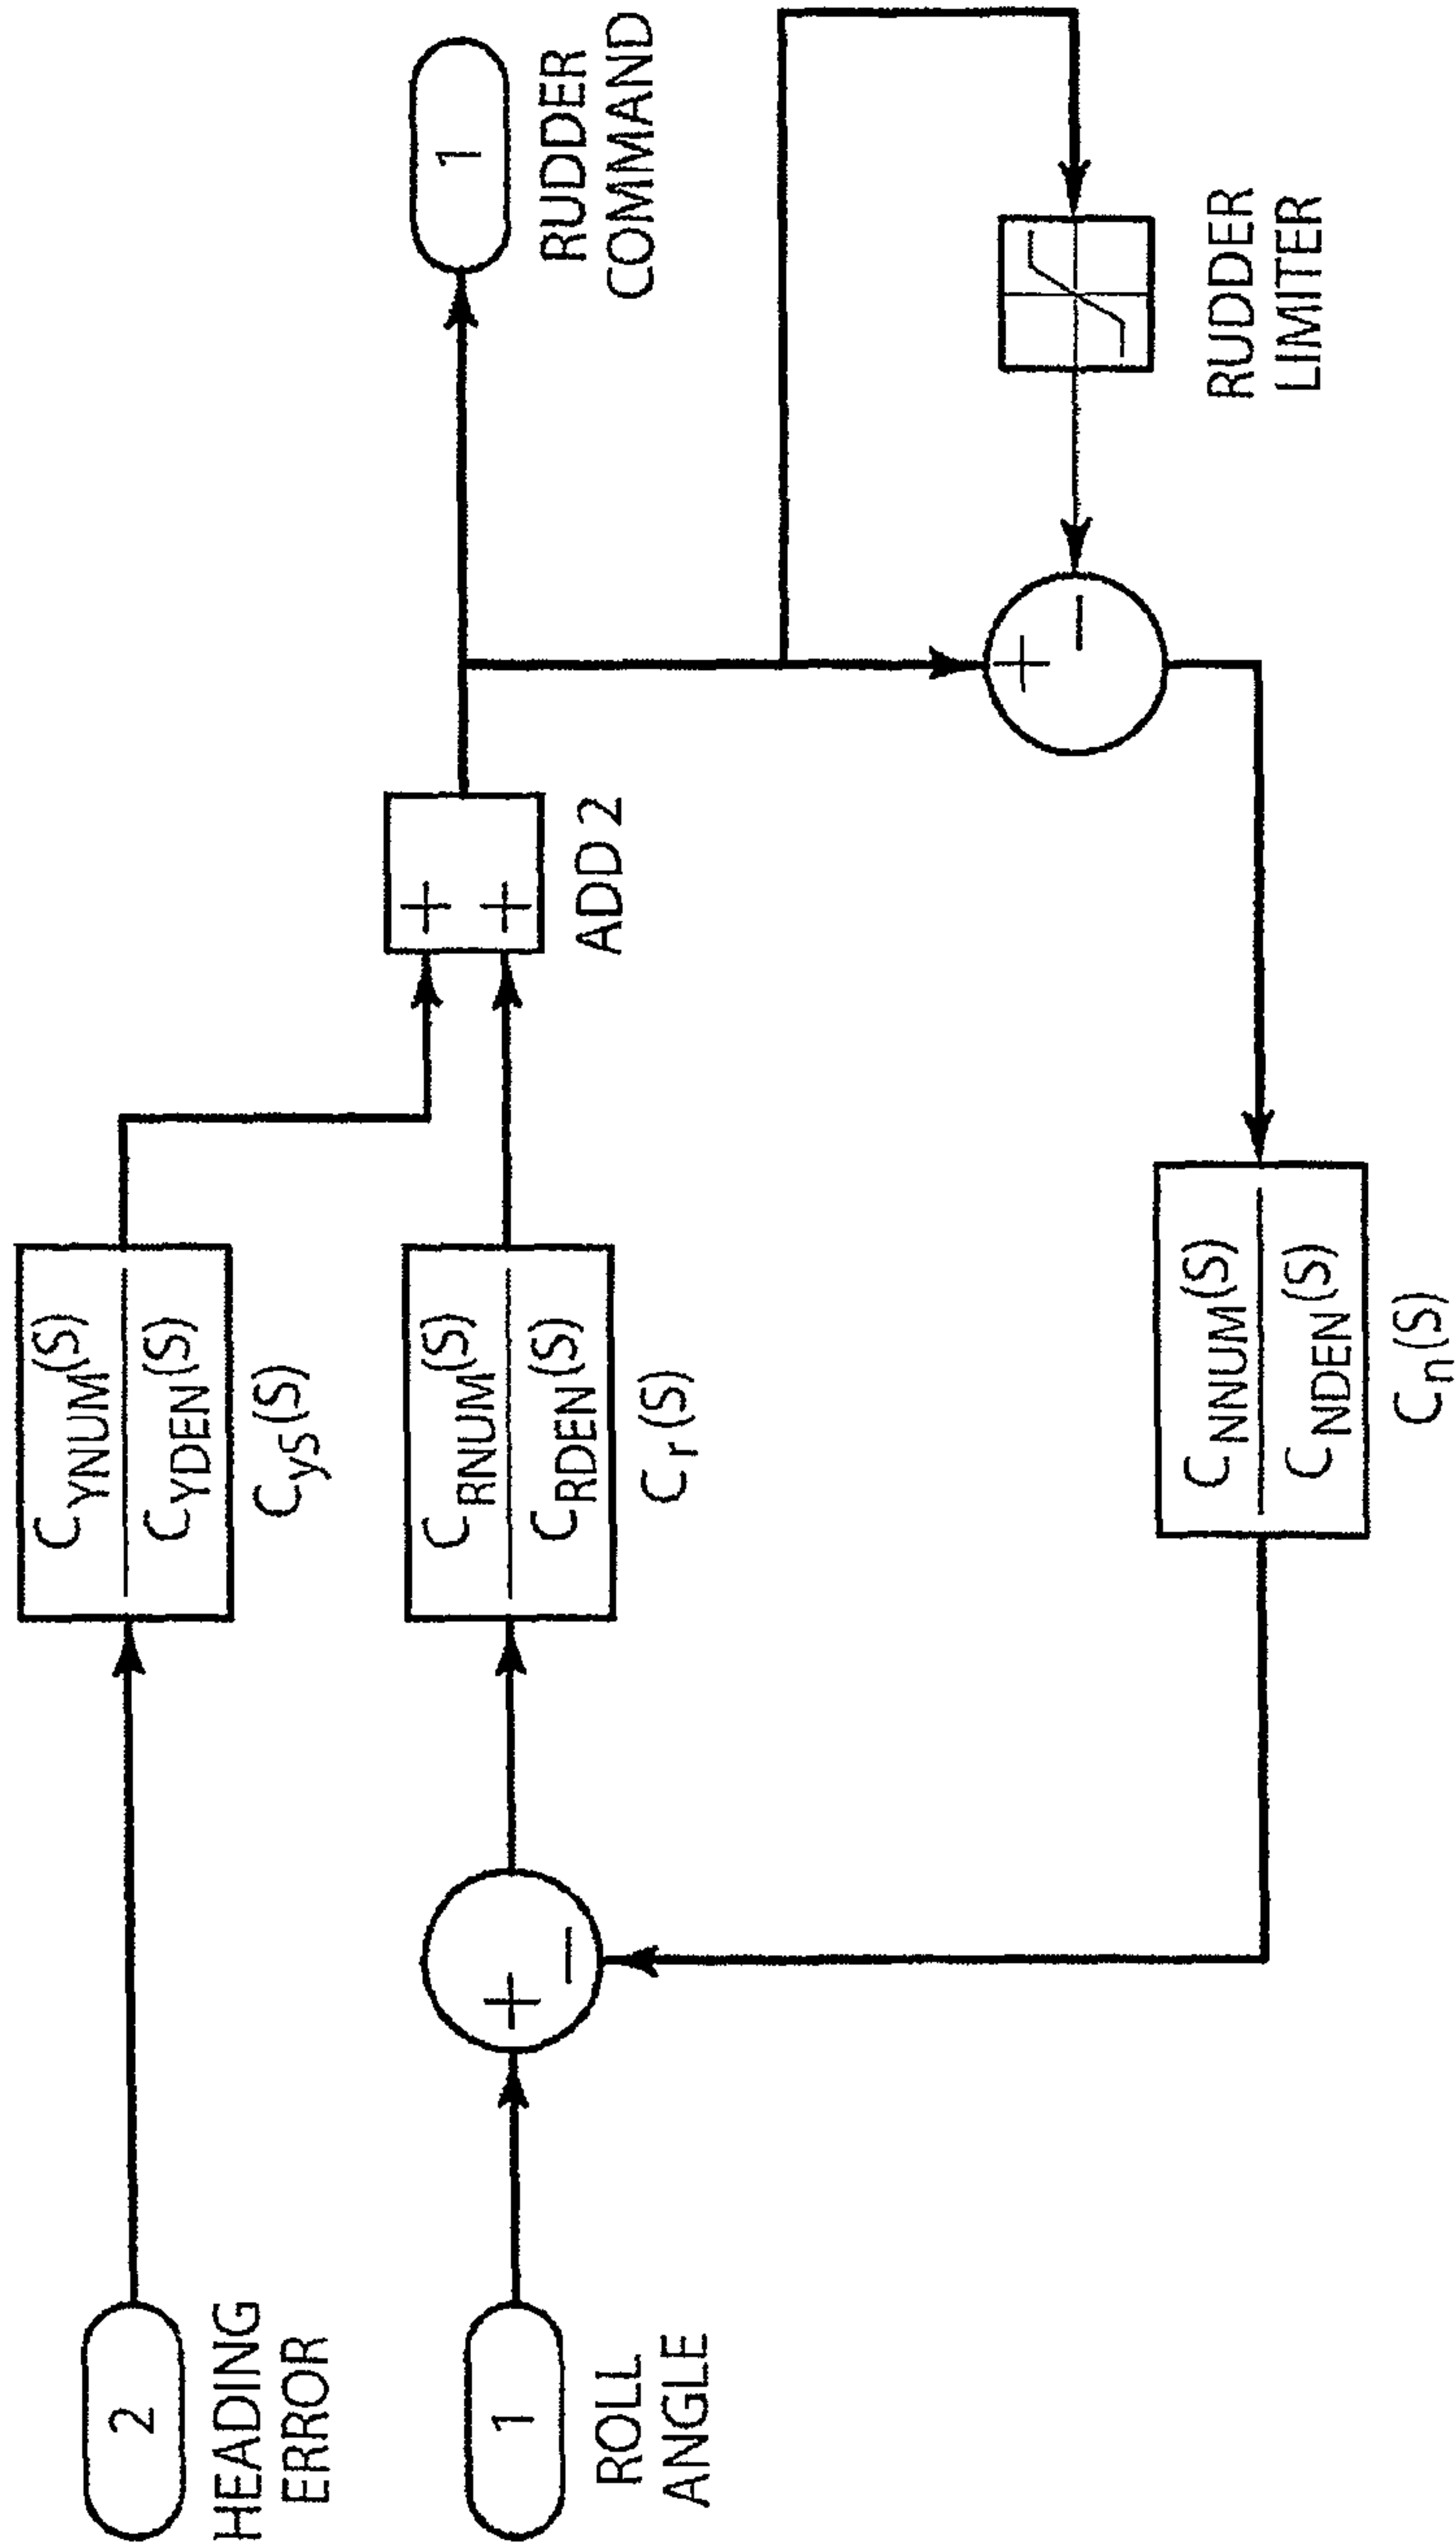 2
HEADING
ERROR
C_YNUM(S)
C_YDEN(S)
C_yS(S)
1
ROLL
ANGLE
+
−
C_RNUM(S)
C_RDEN(S)
C_r(S)
+
+
ADD 2
1
RUDDER
COMMAND
+
−
RUDDER
LIMITER
C_NNUM(S)
C_NDEN(S)
C_n(S)